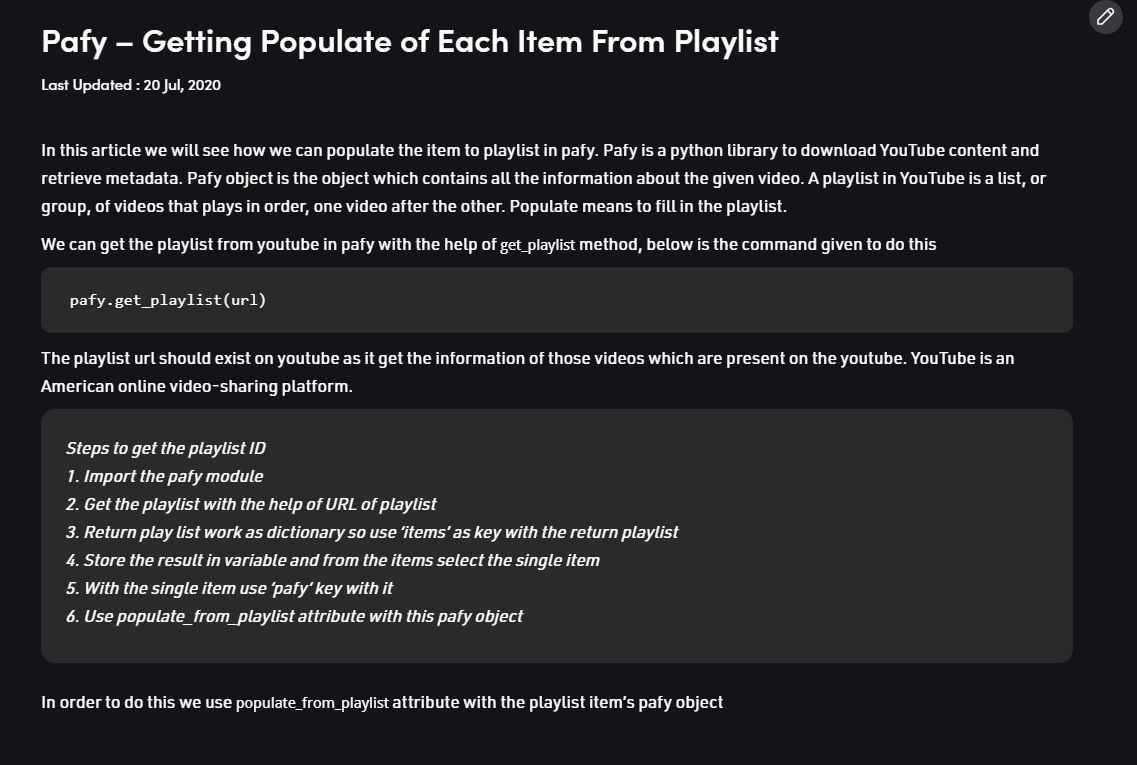 Pafy – Getting Populate of Each Item From Playlist
Last Updated : 20 Jul, 2020
In this article we will see how we can populate the item to playlist in pafy. Pafy is a python library to download YouTube content and
retrieve metadata. Pafy object is the object which contains all the information about the given video. A playlist in YouTube is a list, or
group, of videos that plays in order, one video after the other. Populate means to fill in the playlist.
We can get the playlist from youtube in pafy with the help of get_playlist method, below is the command given to do this
pafy.get_playlist(url)
The playlist url should exist on youtube as it get the information of those videos which are present on the youtube. YouTube is an
American online video-sharing platform.
Steps to get the playlist ID
1. Import the pafy module
2. Get the playlist with the help of URL of playlist
3. Return play list work as dictionary so use ‘items’ as key with the return playlist
4. Store the result in variable and from the items select the single item
5. With the single item use ‘pafy’ key with it
6. Use populate_from_playlist attribute with this pafy object
In order to do this we use populate_from_playlist attribute with the playlist item’s pafy object